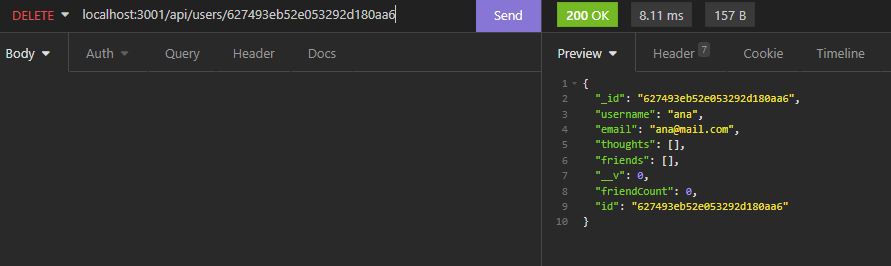 DELETE localhost:3001/api/users/627493eb52e053292d180aa6 Send 200 OK 8.11 ms 157 B
Body Auth Query Header Docs Preview Header 7 Cookie Timeline
1 {
2 "_id": "627493eb52e053292d180aa6",
3 "username": "ana",
4 "email": "ana@mail.com",
5 "thoughts": [],
6 "friends": [],
7 "__v": 0,
8 "friendCount": 0,
9 "id": "627493eb52e053292d180aa6"
10 }